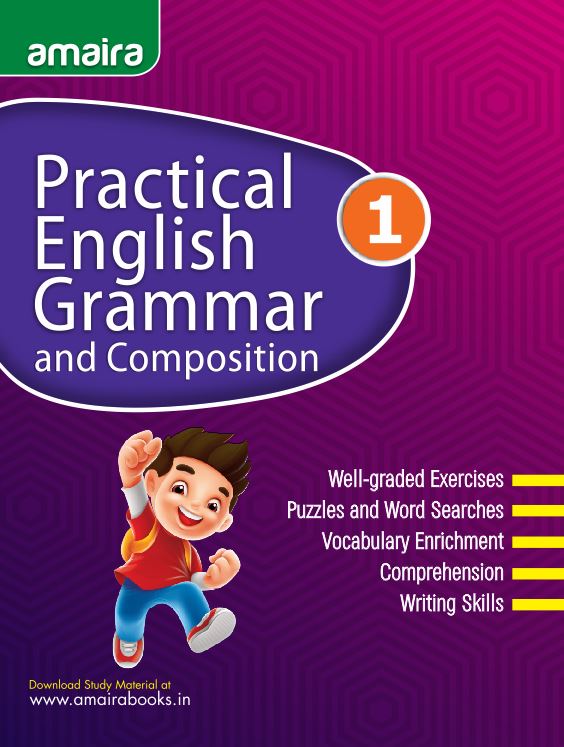 amaira
Practical
English
Grammar
and Composition
1
Well-graded Exercises
Puzzles and Word Searches
Vocabulary Enrichment
Comprehension
Writing Skills
Download Study Material at
www.amairabooks.in